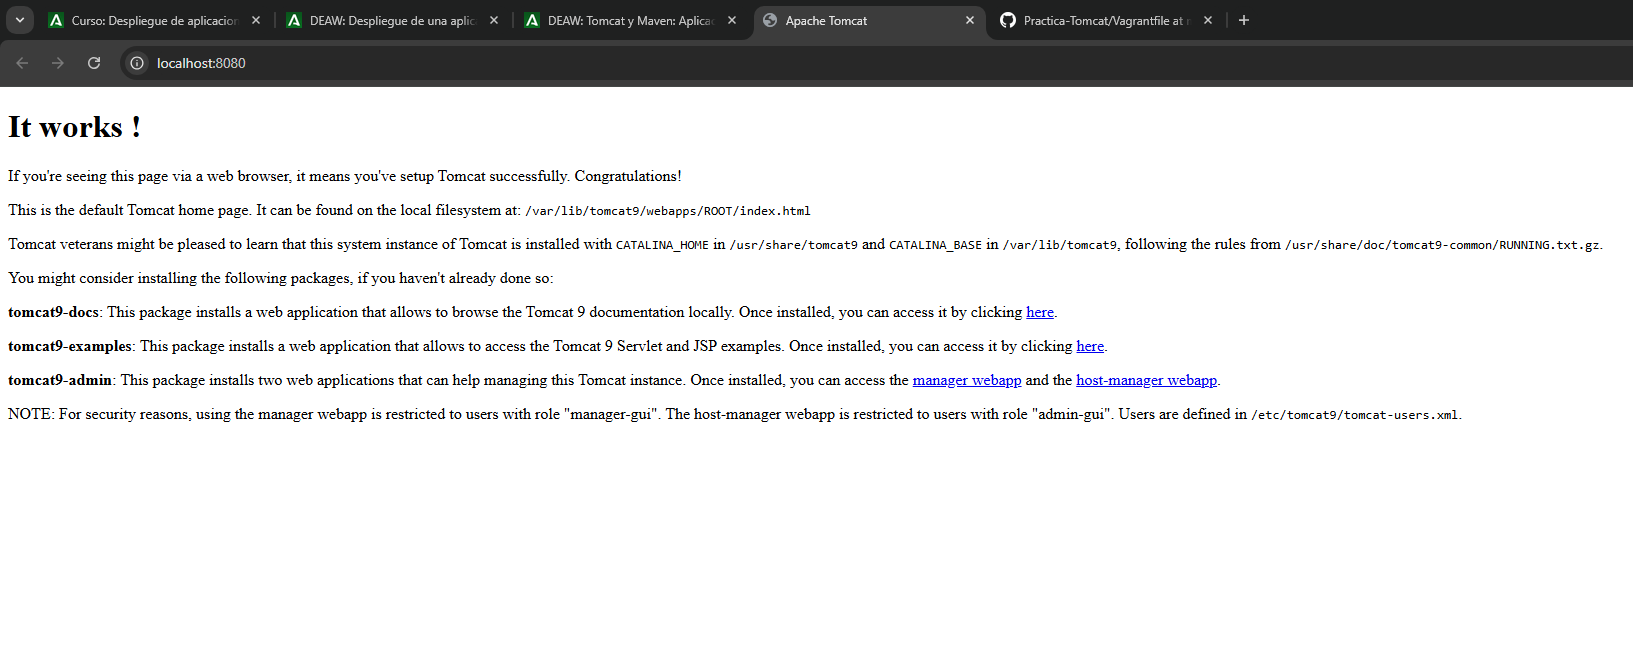 Curso: Despliegue de aplicacion
DEAW: Despliegue de una aplic
DEAW: Tomcat y Maven: Aplicac
Apache Tomcat
Practica-Tomcat/Vagrantfile at m
localhost:8080
It works !
If you're seeing this page via a web browser, it means you've setup Tomcat successfully. Congratulations!
This is the default Tomcat home page. It can be found on the local filesystem at: /var/lib/tomcat9/webapps/ROOT/index.html
Tomcat veterans might be pleased to learn that this system instance of Tomcat is installed with CATALINA_HOME in /usr/share/tomcat9 and CATALINA_BASE in /var/lib/tomcat9, following the rules from /usr/share/doc/tomcat9-common/RUNNING.txt.gz.
You might consider installing the following packages, if you haven't already done so:
tomcat9-docs: This package installs a web application that allows to browse the Tomcat 9 documentation locally. Once installed, you can access it by clicking here.
tomcat9-examples: This package installs a web application that allows to access the Tomcat 9 Servlet and JSP examples. Once installed, you can access it by clicking here.
tomcat9-admin: This package installs two web applications that can help managing this Tomcat instance. Once installed, you can access the manager webapp and the host-manager webapp.
NOTE: For security reasons, using the manager webapp is restricted to users with role "manager-gui". The host-manager webapp is restricted to users with role "admin-gui". Users are defined in /etc/tomcat9/tomcat-users.xml.